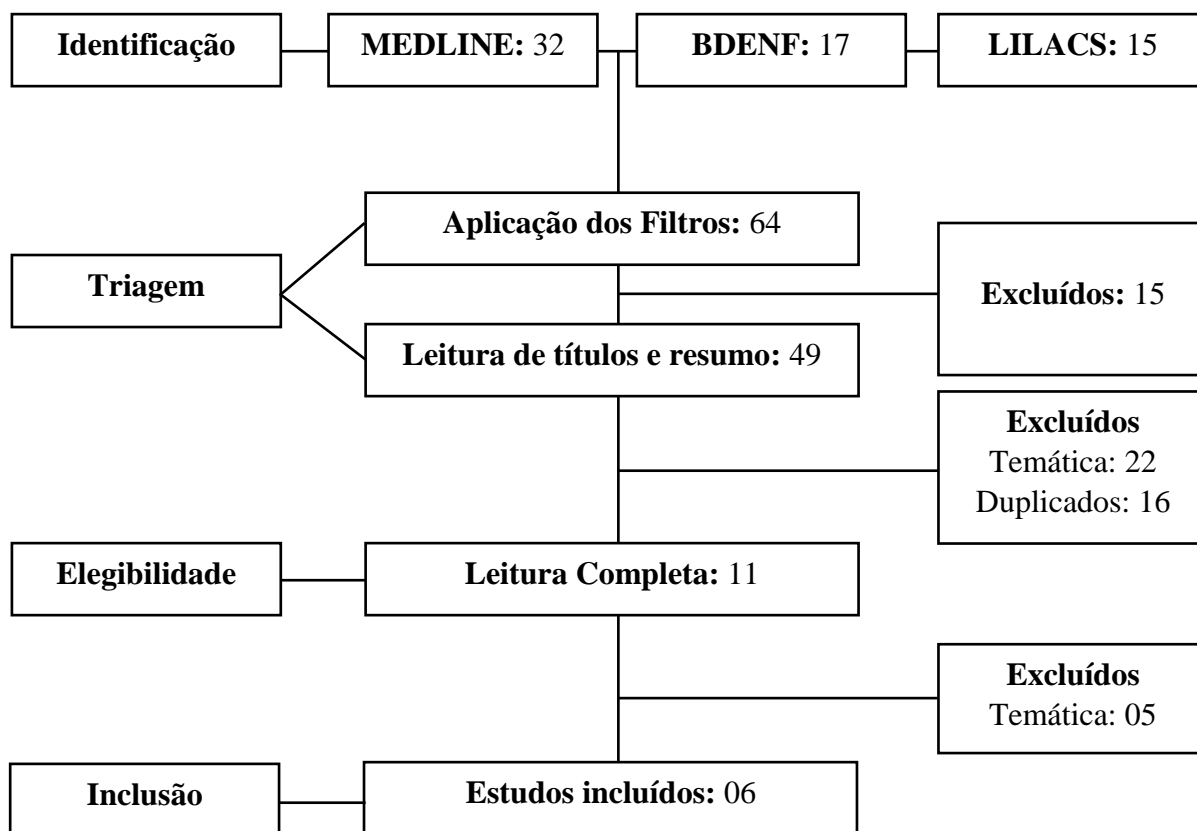 Identificação
MEDLINE: 32
BDENF: 17
LILACS: 15
Aplicação dos Filtros: 64
Triagem
Excluídos: 15
Leitura de títulos e resumo: 49
Excluídos
Temática: 22
Duplicados: 16
Elegibilidade
Leitura Completa: 11
Excluídos
Temática: 05
Inclusão
Estudos incluídos: 06